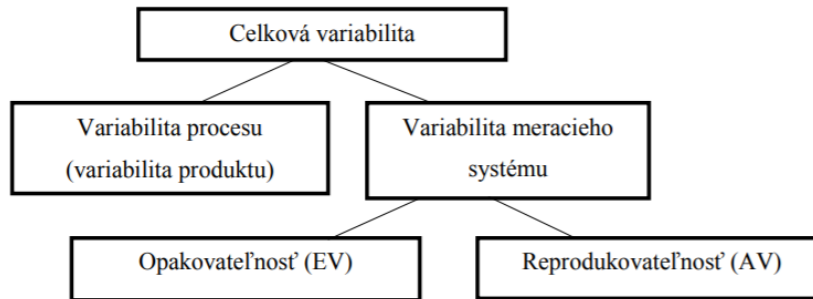 Celková variabilita
Variabilita procesu
(variabilita produktu)
Variabilita meracieho
systému
Opakovateľnosť (EV)
Reprodukovateľnosť (AV)